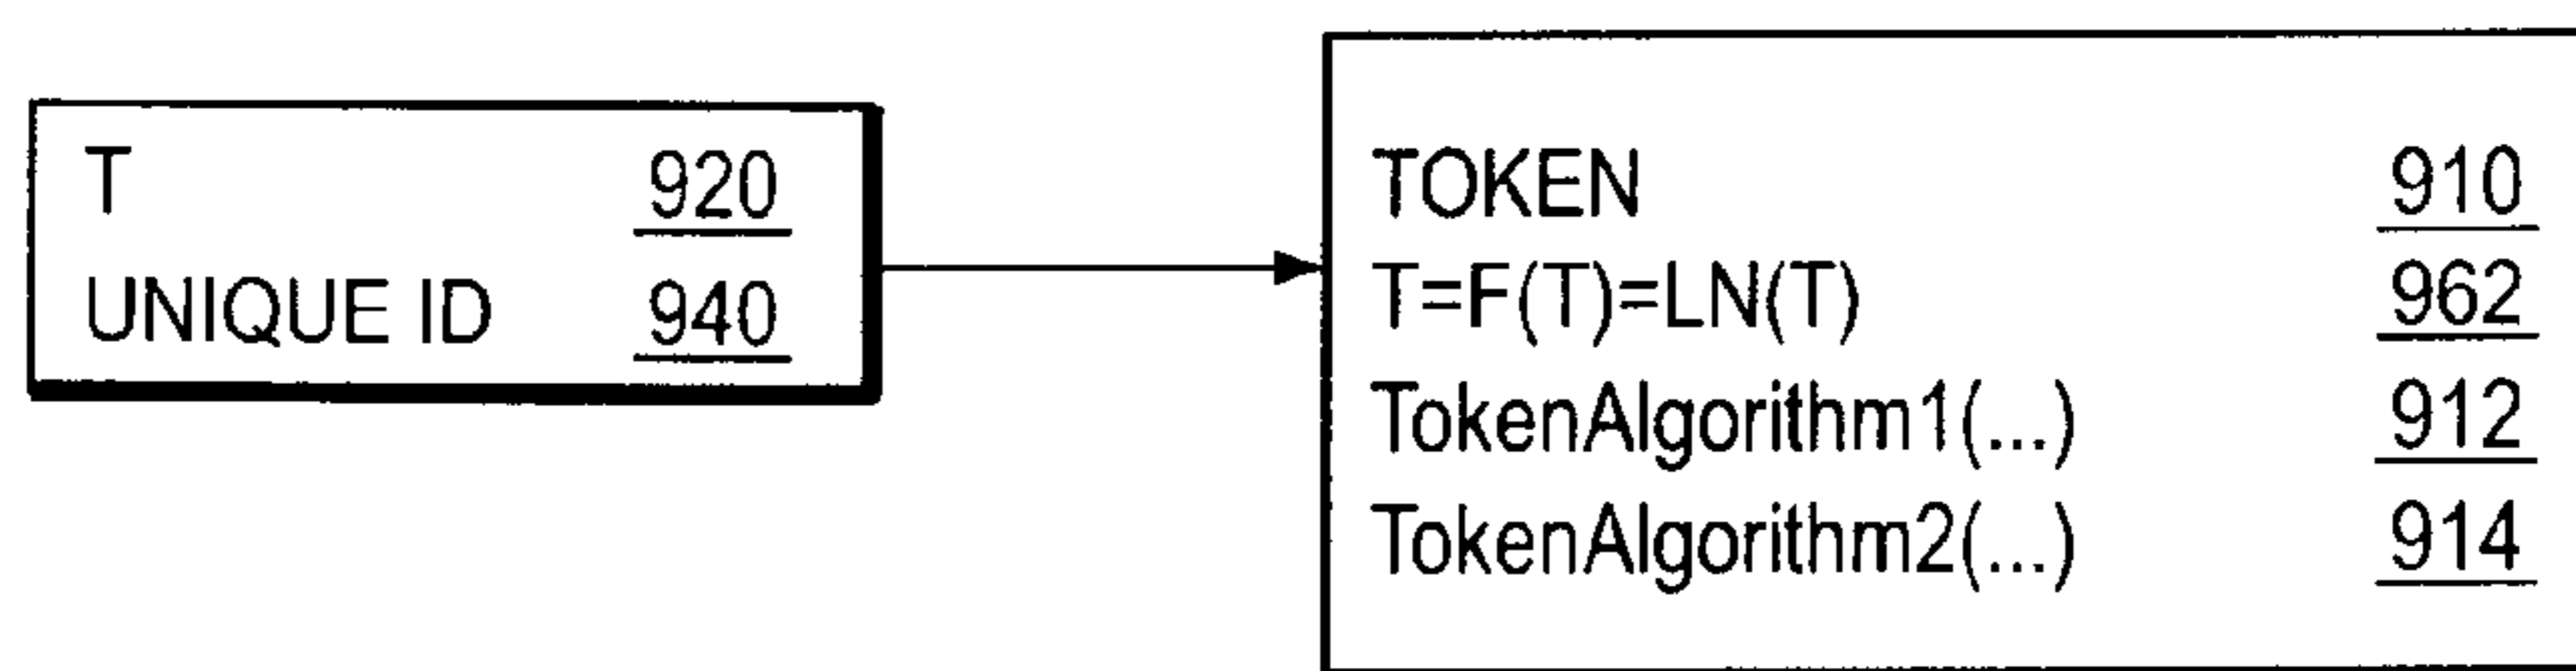 T 920
UNIQUE ID 940
TOKEN 910
T=F(T)=LN(T) 962
TokenAlgorithm1(...) 912
TokenAlgorithm2(...) 914